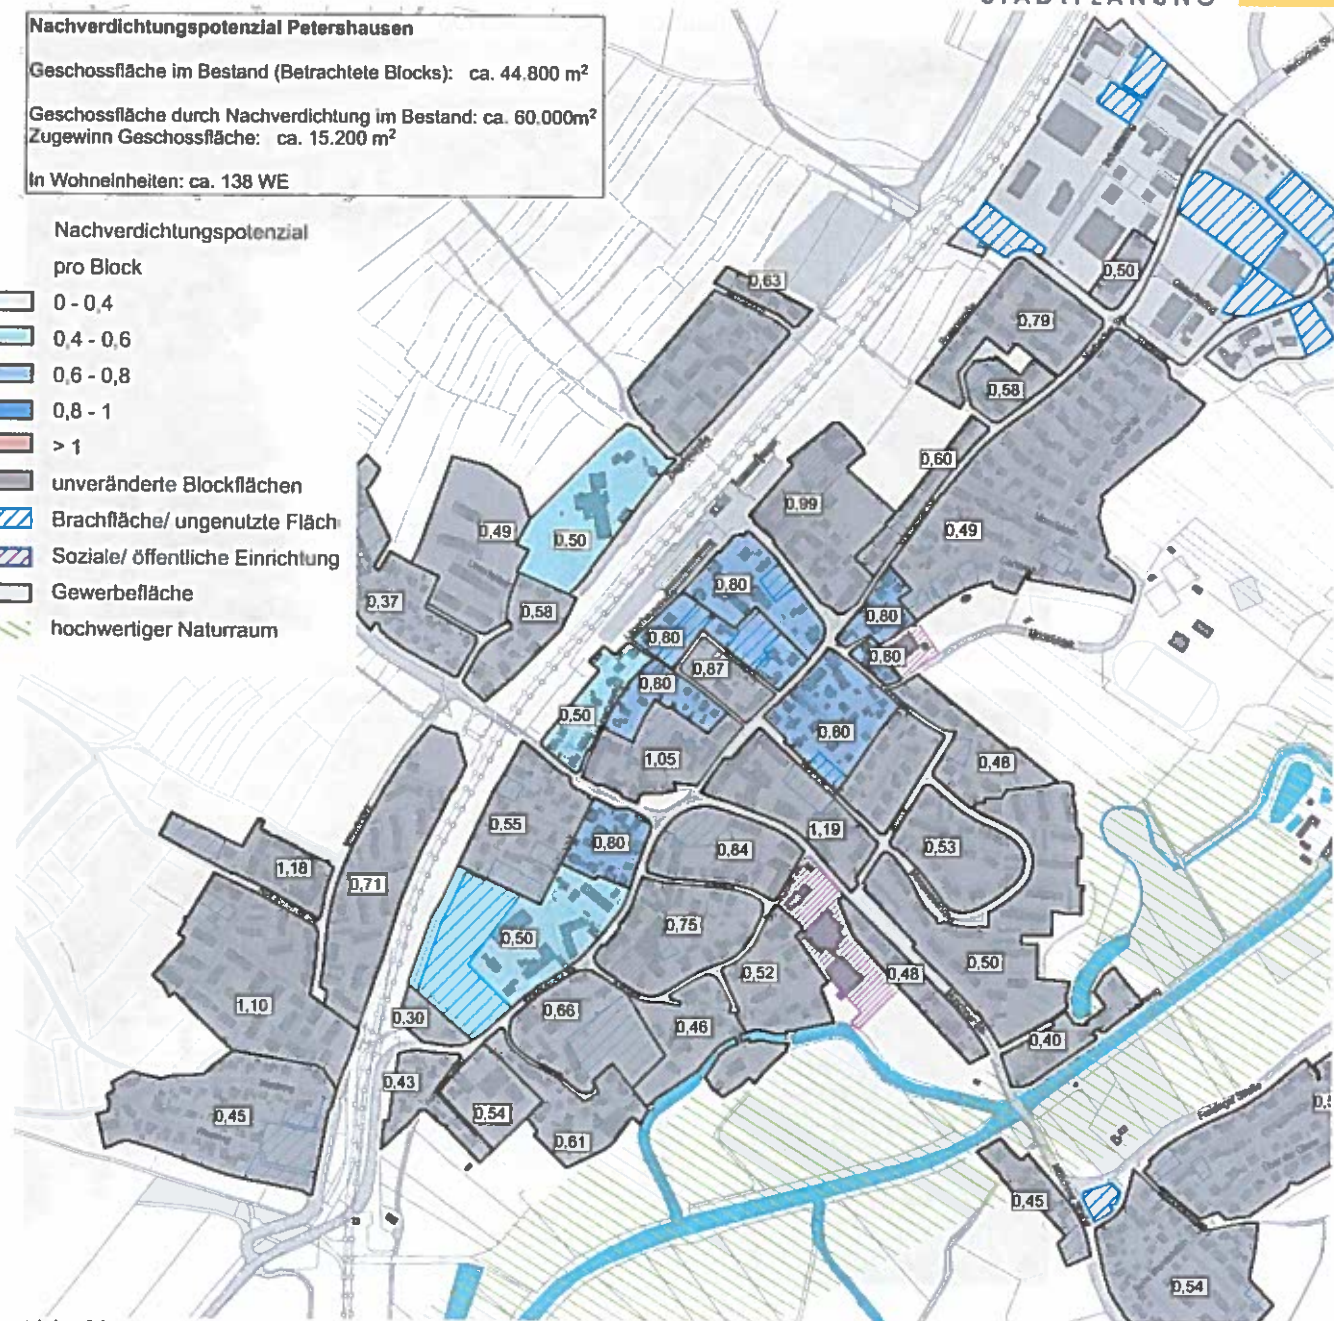 STADTPLANUNG
Nachverdichtungspotenzial Petershausen
Geschossfläche im Bestand (Betrachtete Blocks): ca. 44.800 m²
Geschossfläche durch Nachverdichtung im Bestand: ca. 60.000m²
Zugewinn Geschossfläche: ca. 15.200 m²
In Wohneinheiten: ca. 138 WE
Nachverdichtungspotenzial
pro Block
0 - 0,4
0,4 - 0,6
0,6 - 0,8
0,8 - 1
> 1
unveränderte Blockflächen
Brachfläche/ ungenutzte Fläch
Soziale/ öffentliche Einrichtung
Gewerbefläche
hochwertiger Naturraum
0,63
0,50
0,79
0,58
0,60
0,99
0,49
0,49
0,50
0,37
0,58
0,80
0,80
0,80
0,80
0,87
0,80
0,50
0,80
1,05
0,48
0,55
0,80
0,84
1,19
0,53
1,18
0,71
0,75
0,50
0,52
0,48
0,50
1,10
0,30
0,66
0,46
0,40
0,43
0,54
0,45
0,61
0,45
0,54